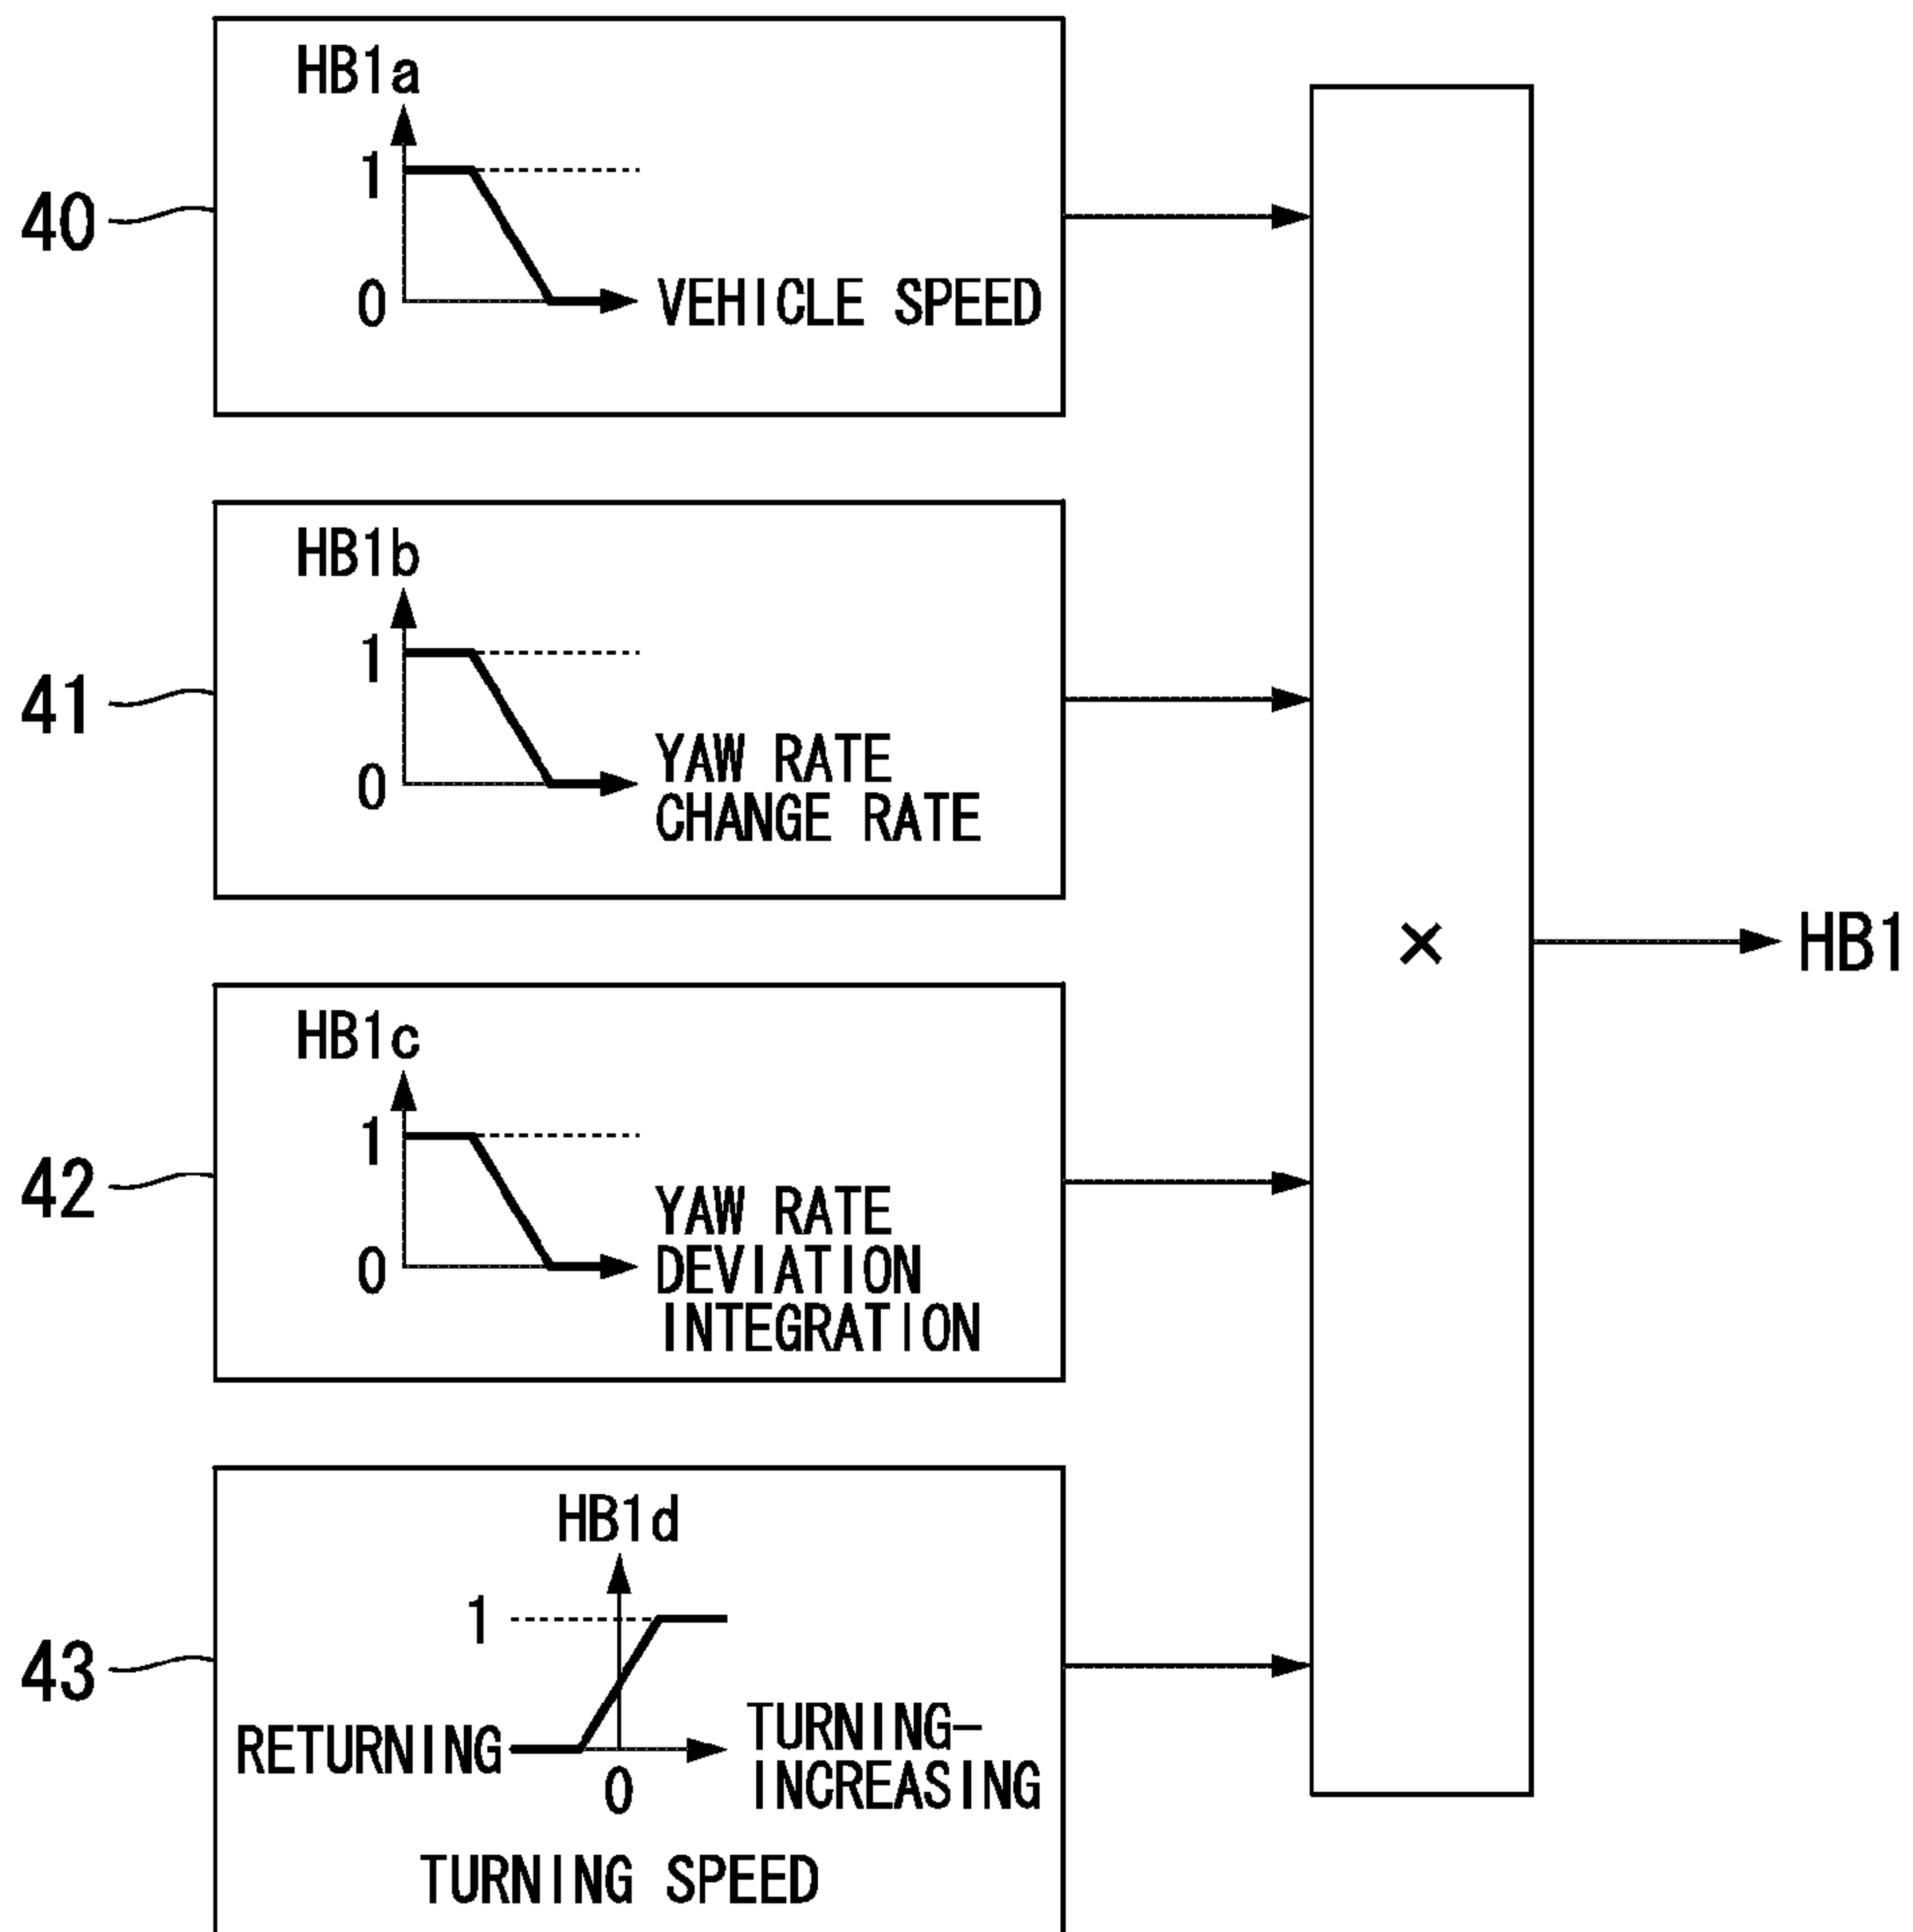 HB1a
1
40
0
VEHICLE SPEED
HB1b
1
41
0
YAW RATE
CHANGE RATE
×
HB1
HB1c
1
42
0
YAW RATE
DEVIATION
INTEGRATION
HB1d
1
43
RETURNING
0
TURNING-
INCREASING
TURNING SPEED